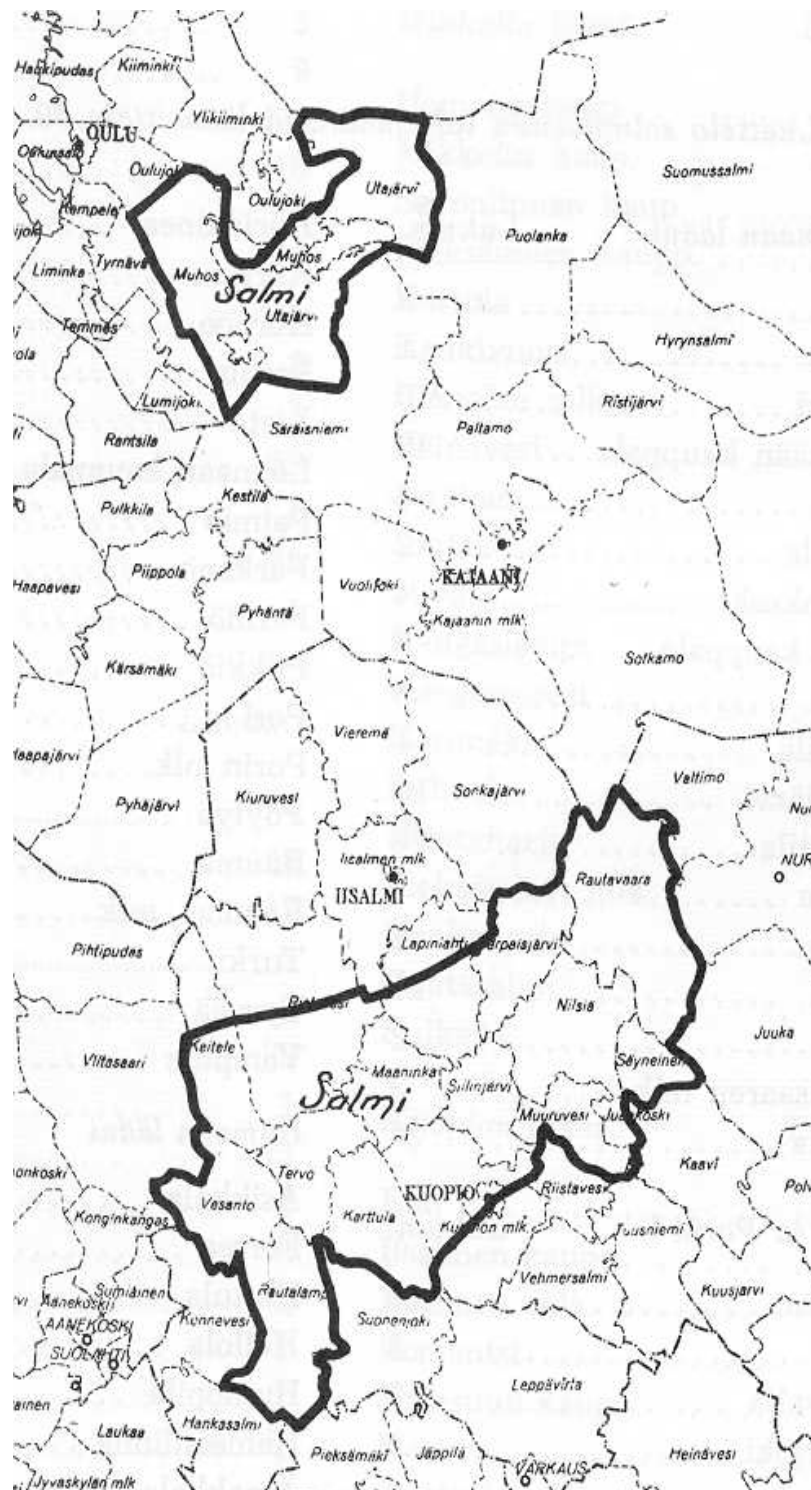 Haukipudas
Kiiminki
Ylikiiminki
OULU
Oulunsalo
Oulujoki
Oulujoki
Utajärvi
Suomussalmi
Kempele
Puolanka
Liminka
Tyrnävä
Muhos
Muhos
Salmi
Utajärvi
Temmes
Hyrynsalmi
Lumijoki
Ristijärvi
Rantsila
Säräisniemi
Paltamo
Kestilä
Pulkkila
Piippola
Vuolijoki
KAJAANI
Haapavesi
Pyhäntä
Kajaanin mlk
Kärsämäki
Sotkamo
Vieremä
Haapajärvi
Valtimo
Pyhäjärvi
Kiuruvesi
Sonkajärvi
Iisalmen mlk
NUR
IISALMI
Rautavaara
Pihtipudas
Lapinlahti
Nilsiä
Juuka
Viitasaari
Keitele
Maaninka
Säyneinen
Salmi
Siilinjärvi
Muuruvesi
Juankoski
Kaavi
Tervo
Vesanto
KUOPIO
Riistavesi
Konginkangas
Karttula
Kuopion mlk.
Tuusniemi
Vehmersalmi
Kuusjärvi
Sumiainen
Rautalampi
Äänekoski
Konnevesi
Suonenjoki
ÄÄNEKOSKI
SUOLAHTI
Leppävirta
Hankasalmi
Laukaa
Pieksämäki
Jäppilä
Heinävesi
VARKAUS
Jyväskylän mlk